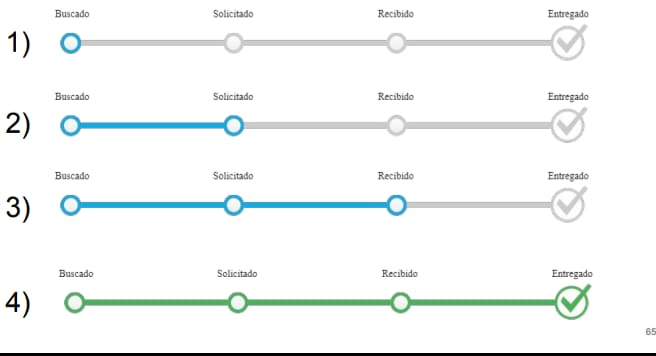 Buscado Solicitado Recibido Entregado
1)
Buscado Solicitado Recibido Entregado
2)
Buscado Solicitado Recibido Entregado
3)
Buscado Solicitado Recibido Entregado
4)
65